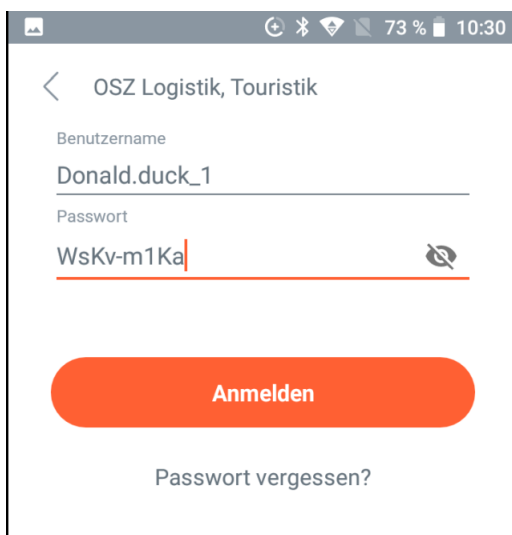 73 % 10:30
OSZ Logistik, Touristik
Benutzername
Donald.duck_1
Passwort
WsKv-m1Ka
Anmelden
Passwort vergessen?